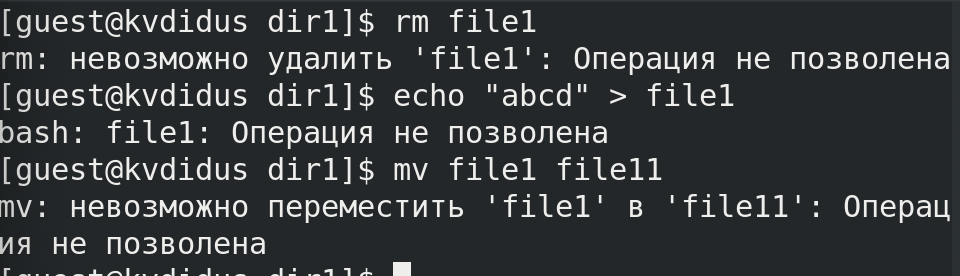 [guest@kvdidus dir1]$ rm file1
rm: невозможно удалить 'file1': Операция не позволена
[guest@kvdidus dir1]$ echo "abcd" > file1
bash: file1: Операция не позволена
[guest@kvdidus dir1]$ mv file1 file11
mv: невозможно переместить 'file1' в 'file11': Операц
ия не позволена
[guest@kvdidus dir1]$